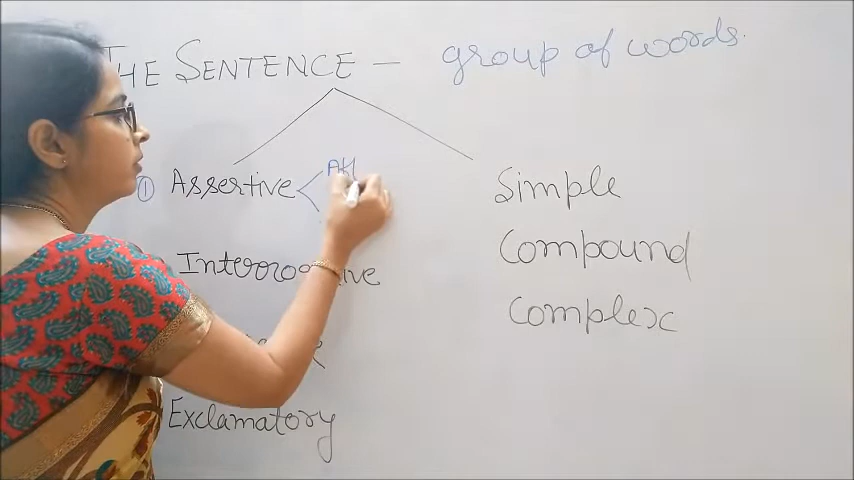 THE SENTENCE - group of words.
① Assertive
Simple
Compound
Complex
Exclamatory